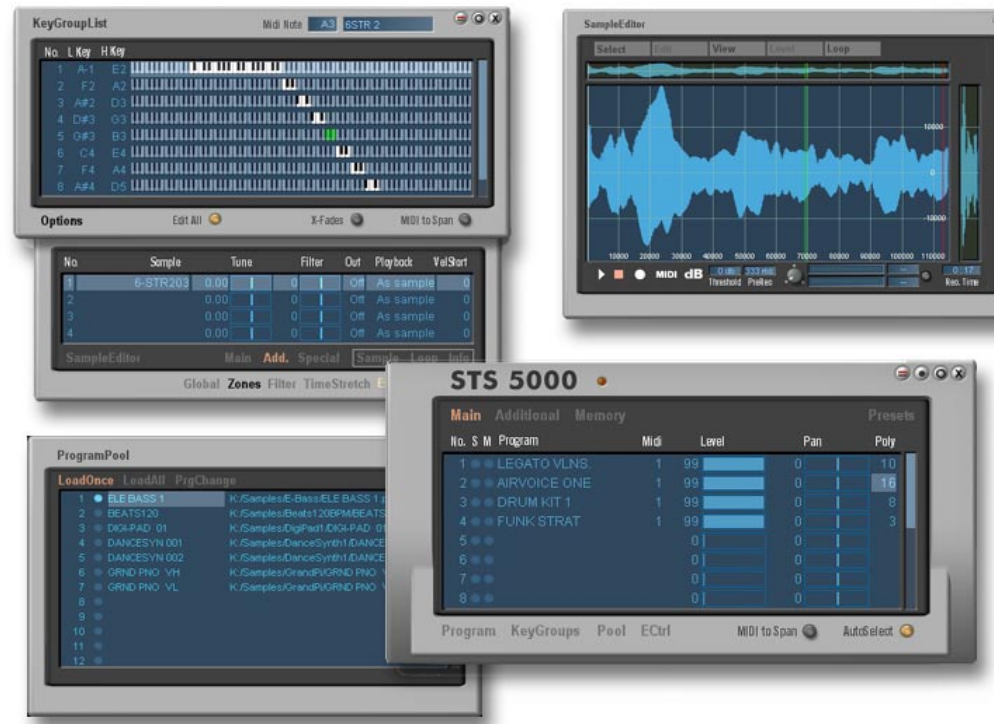 KeyGroupList Midi Note A3 6STR 2
No. L Key H Key
1 A-1 E2
2 F2 A2
3 A#2 D3
4 D#3 G3
5 G#3 B3
6 C4 E4
7 F4 A4
8 A#4 D5
Options Edit All X-Fades MIDI to Span
No. Sample Tune Filter Out Playback VelStart
1 6-STR203 0.00 0 Off As sample 0
2 0.00 0 Off As sample 0
3 0.00 0 Off As sample 0
4 0.00 0 Off As sample 0
SampleEditor Main Add. Special Sample Loop Info
Global Zones Filter TimeStretch
SampleEditor
Select Edit View Level Loop
10000
0
-10000
10000 20000 30000 40000 50000 60000 70000 80000 90000 100000 110000
MIDI dB 0 db 333 ms -- 0:17
Threshold PreRec -- Rec. Time
ProgramPool
LoadOnce LoadAll PrgChange
1 ELE BASS 1 K:/Samples/E-Bass/ELE BASS 1
2 BEATS120 K:/Samples/Beats120BPM/BEATS
3 DIGI-PAD 01 K:/Samples/DigiPad1/DIGI-PAD 01
4 DANCESYN 001 K:/Samples/DanceSynth1/DANCE
5 DANCESYN 002 K:/Samples/DanceSynth1/DANCE
6 GRND PNO VH K:/Samples/GrandPi/GRND PNO
7 GRND PNO VL K:/Samples/GrandPi/GRND PNO
8
9
10
11
12
STS 5000
Main Additional Memory Presets
No. S M Program Midi Level Pan Poly
1 LEGATO VLNS. 1 99 0 10
2 AIRVOICE ONE 1 99 0 16
3 DRUM KIT 1 1 99 0 8
4 FUNK STRAT 1 99 0 3
5 0 0
6 0 0
7 0 0
8 0 0
Program KeyGroups Pool ECtrl MIDI to Span AutoSelect